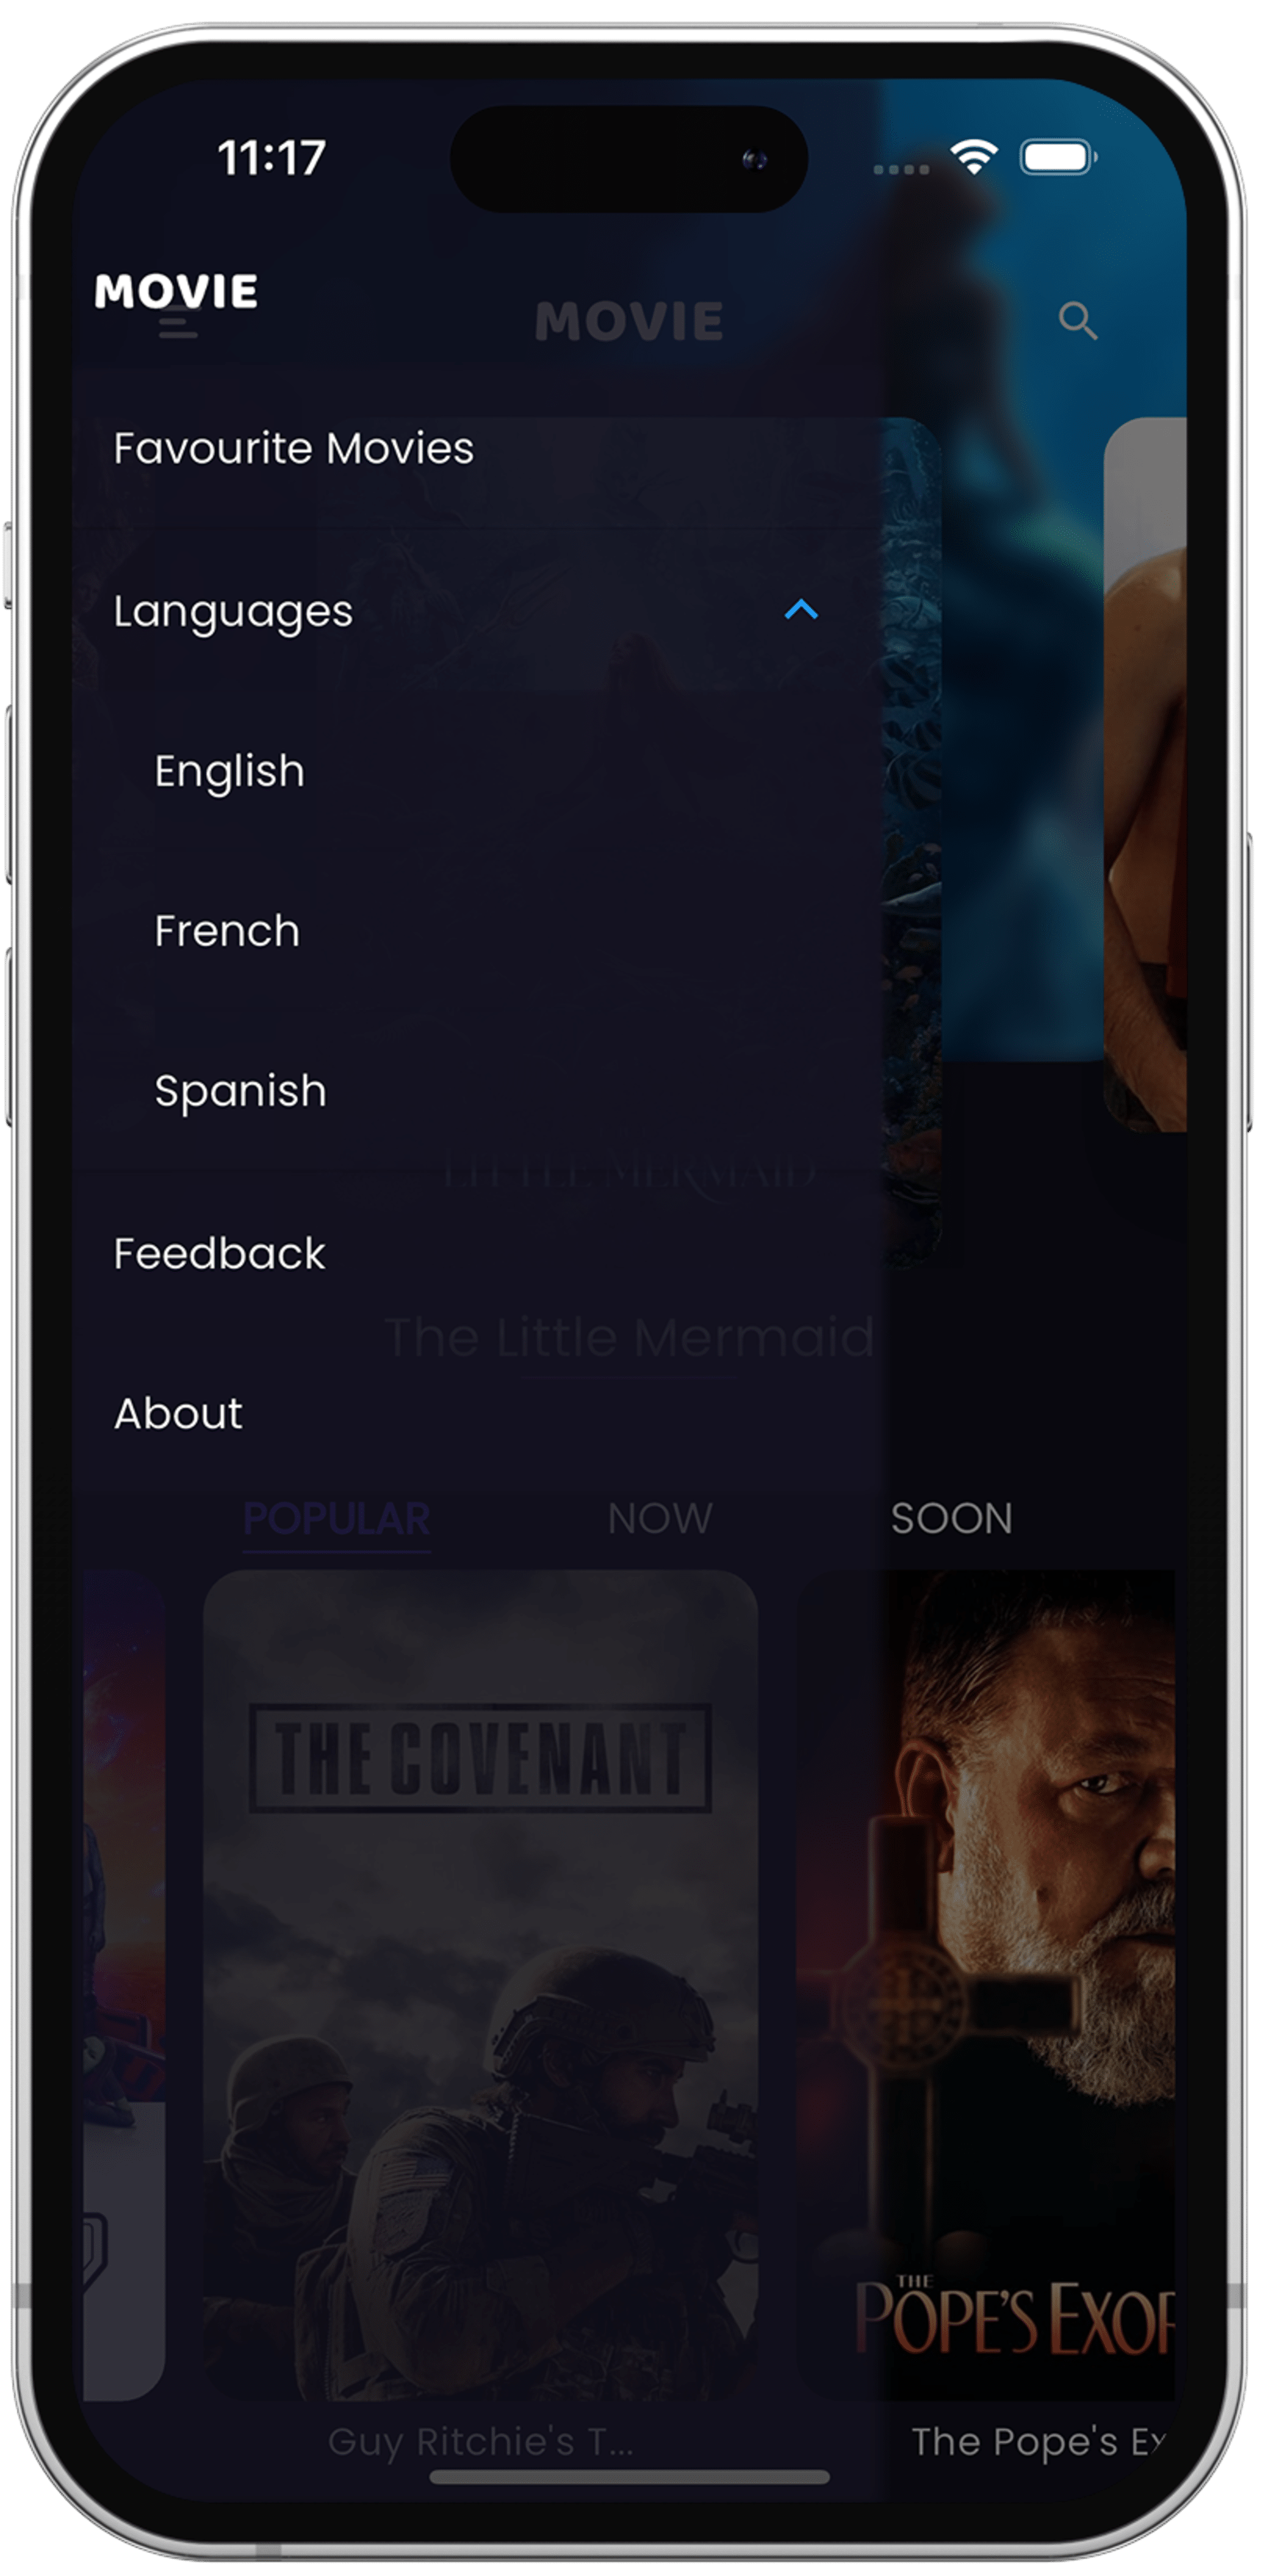 11:17
MOVIE
MOVIE
Favourite Movies
Languages
English
French
Spanish
LITTLE MERMAID
Feedback
The Little Mermaid
About
POPULAR NOW SOON
THE COVENANT
THE
POPE'S EXOR
Guy Ritchie's T... The Pope's Ex